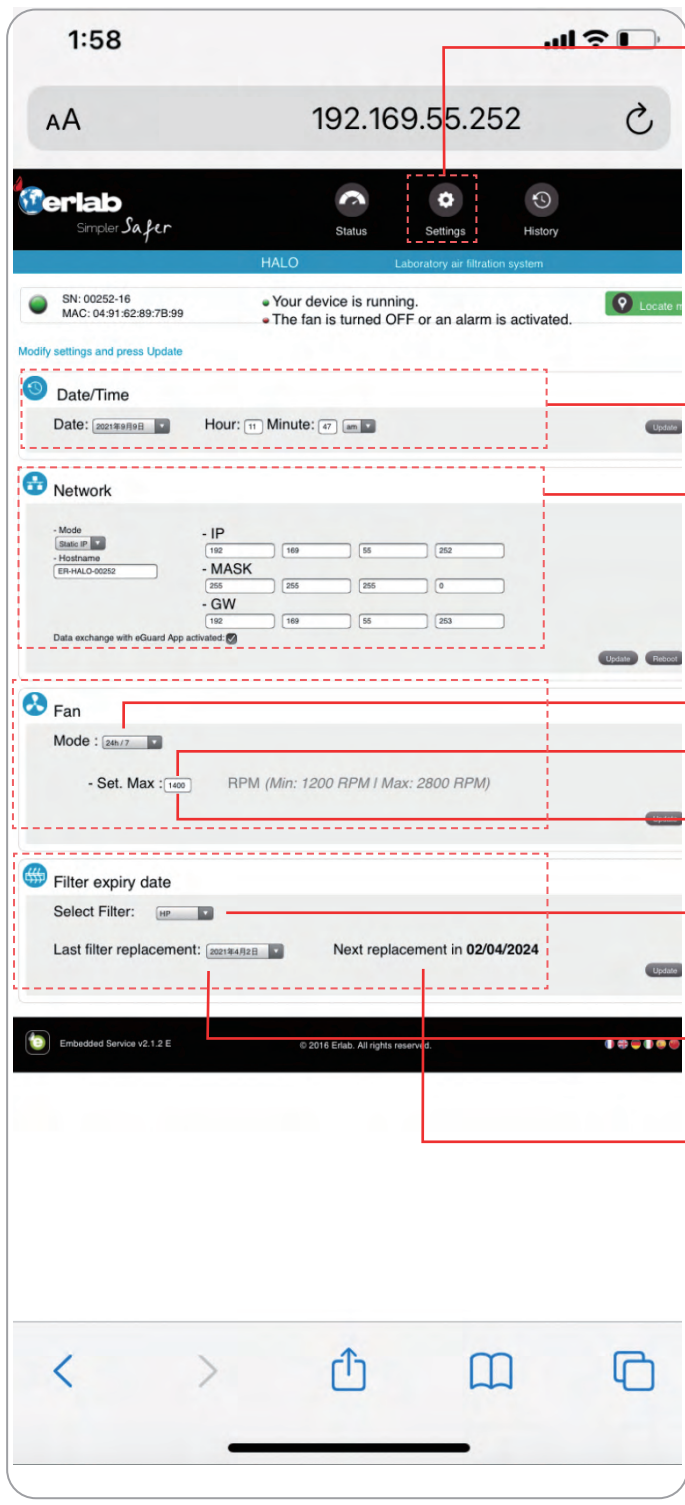 1:58
AA 192.169.55.252
erlab
Simpler Safer
Status Settings History
HALO Laboratory air filtration system
SN: 00252-16
MAC: 04:91:62:89:7B:99
Your device is running.
The fan is turned OFF or an alarm is activated.
Locate m
Modify settings and press Update
Date/Time
Date: 2021年9月9日 Hour: 11 Minute: 47 am
Update
Network
- Mode
Static IP
- Hostname
ER-HALO-00252
- IP
192 169 55 252
- MASK
255 255 255 0
- GW
192 169 55 253
Data exchange with eGuard App activated:
Update Reboot
Fan
Mode : 24h / 7
- Set. Max : 1400 RPM (Min: 1200 RPM / Max: 2800 RPM)
Update
Filter expiry date
Select Filter: HP
Last filter replacement: 2021年4月2日 Next replacement in 02/04/2024
Update
Embedded Service v2.1.2 E © 2016 Erlab. All rights reserved.